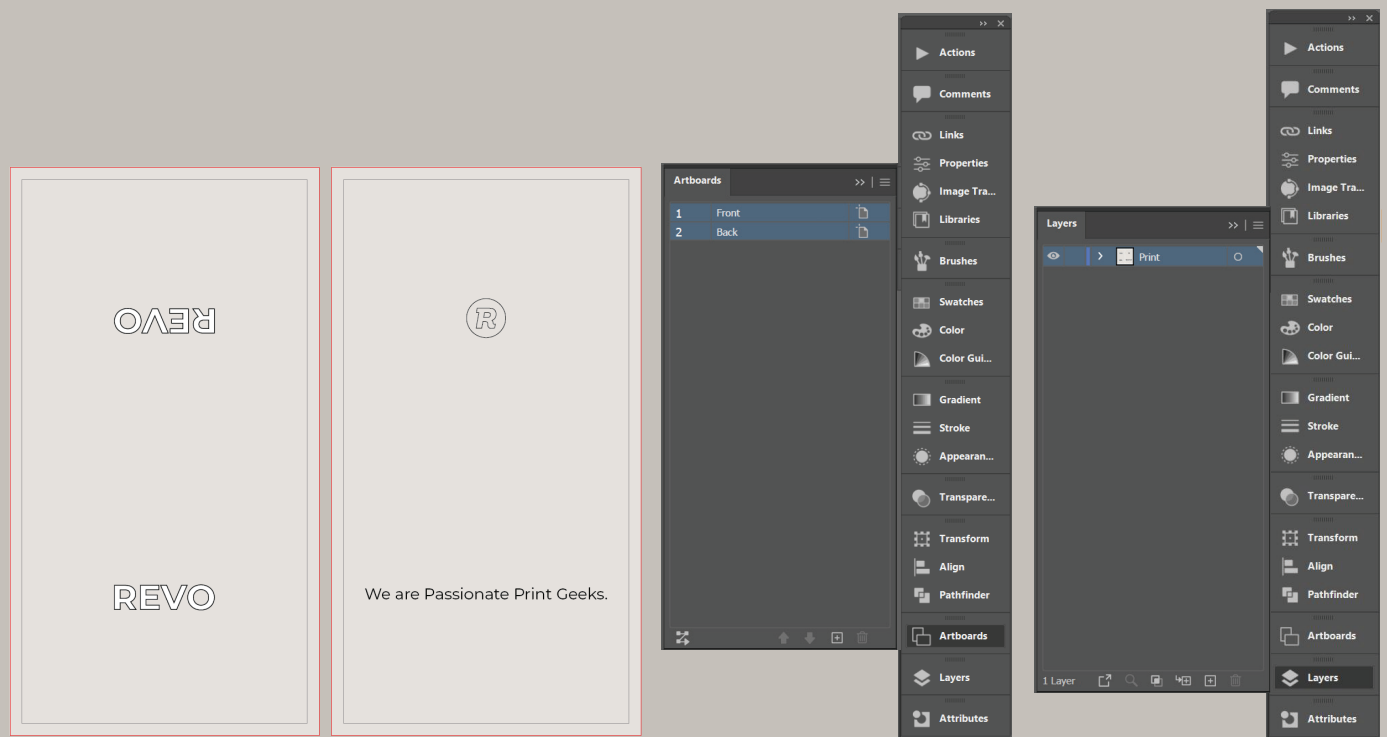 REVO
REVO
R
We are Passionate Print Geeks.
Artboards
1 Front
2 Back
Actions
Comments
Links
Properties
Image Tra...
Libraries
Brushes
Swatches
Color
Color Gui...
Gradient
Stroke
Appearan...
Transpare...
Transform
Align
Pathfinder
Artboards
Layers
Attributes
Layers
Print
1 Layer
Actions
Comments
Links
Properties
Image Tra...
Libraries
Brushes
Swatches
Color
Color Gui...
Gradient
Stroke
Appearan...
Transpare...
Transform
Align
Pathfinder
Artboards
Layers
Attributes